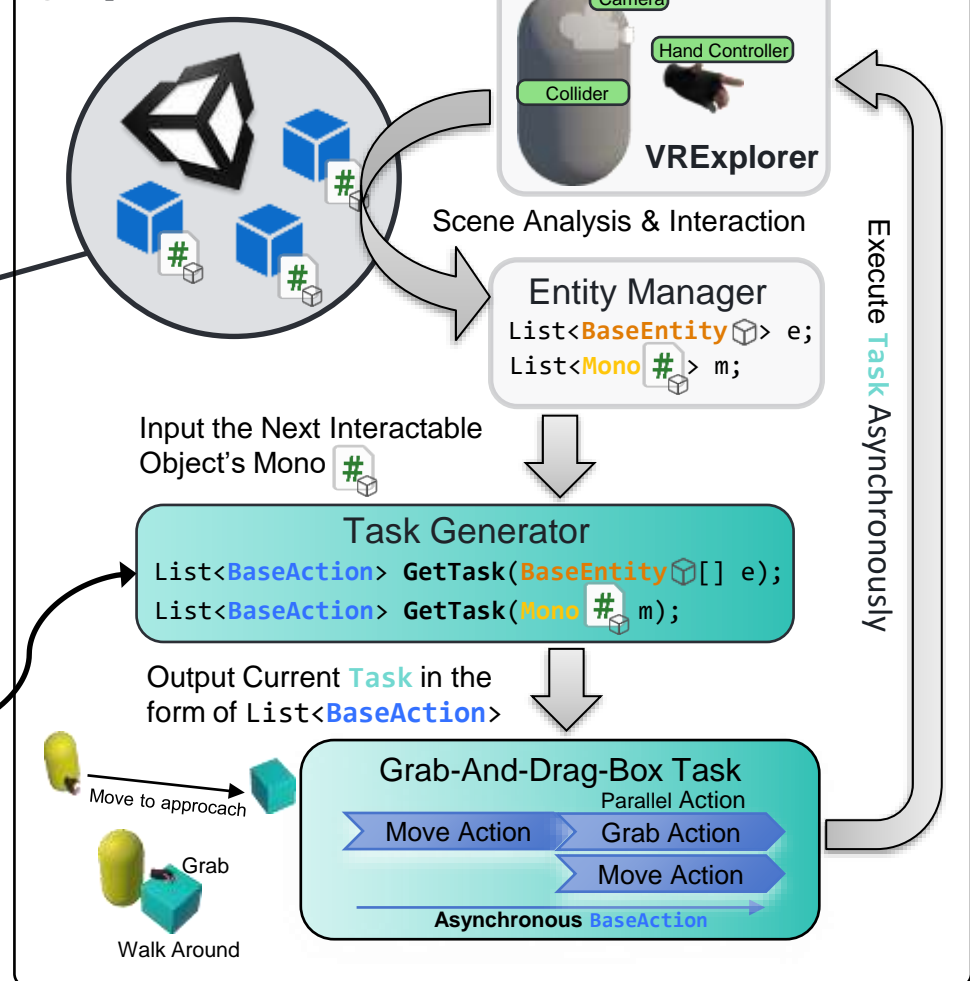 Camera
Hand Controller
Collider
VRExplorer
Scene Analysis & Interaction
Entity Manager
List<BaseEntity> e;
List<Mono #> m;
Execute Task Asynchronously
Input the Next Interactable
Object's Mono #
Task Generator
List<BaseAction> GetTask(BaseEntity[] e);
List<BaseAction> GetTask(Mono # m);
Output Current Task in the
form of List<BaseAction>
Move to approcach
Grab
Walk Around
Grab-And-Drag-Box Task
Parallel Action
Move Action
Grab Action
Move Action
Asynchronous BaseAction